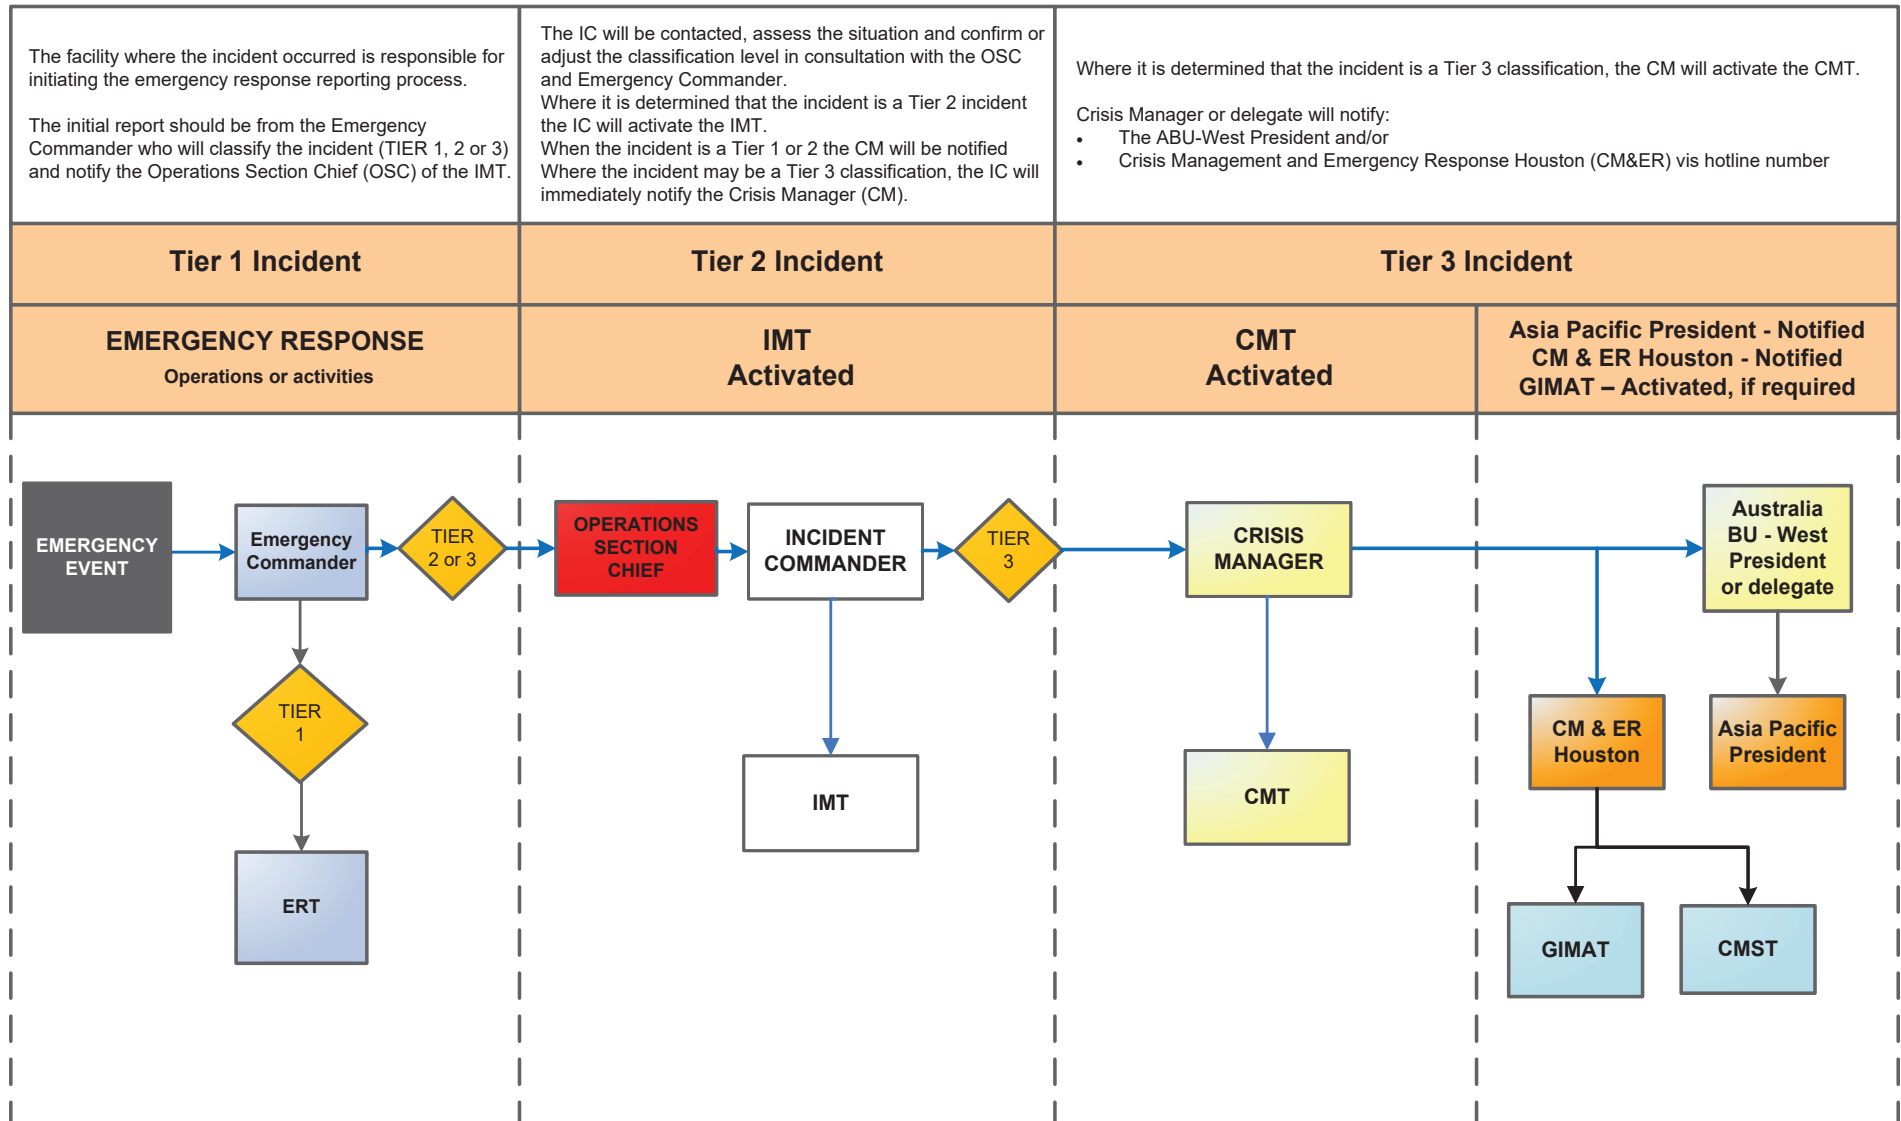 The facility where the incident occurred is responsible for
initiating the emergency response reporting process.
The initial report should be from the Emergency
Commander who will classify the incident (TIER 1, 2 or 3)
and notify the Operations Section Chief (OSC) of the IMT.
The IC will be contacted, assess the situation and confirm or
adjust the classification level in consultation with the OSC
and Emergency Commander.
Where it is determined that the incident is a Tier 2 incident
the IC will activate the IMT.
When the incident is a Tier 1 or 2 the CM will be notified
Where the incident may be a Tier 3 classification, the IC will
immediately notify the Crisis Manager (CM).
Where it is determined that the incident is a Tier 3 classification, the CM will activate the CMT.
Crisis Manager or delegate will notify:
• The ABU-West President and/or
• Crisis Management and Emergency Response Houston (CM&ER) vis hotline number
Tier 1 Incident
Tier 2 Incident
Tier 3 Incident
EMERGENCY RESPONSE
Operations or activities
IMT
Activated
CMT
Activated
Asia Pacific President - Notified
CM & ER Houston - Notified
GIMAT – Activated, if required
EMERGENCY
EVENT
Emergency
Commander
TIER
2 or 3
OPERATIONS
SECTION
CHIEF
INCIDENT
COMMANDER
TIER
3
CRISIS
MANAGER
Australia
BU - West
President
or delegate
TIER
1
IMT
CMT
CM & ER
Houston
Asia Pacific
President
ERT
GIMAT
CMST